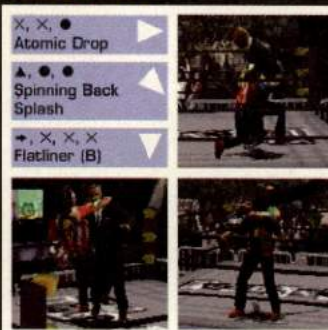 ×, ×, ●
Atomic Drop
▲, ●, ●
Spinning Back
Splash
→, ×, ×, ×
Flatliner (B)